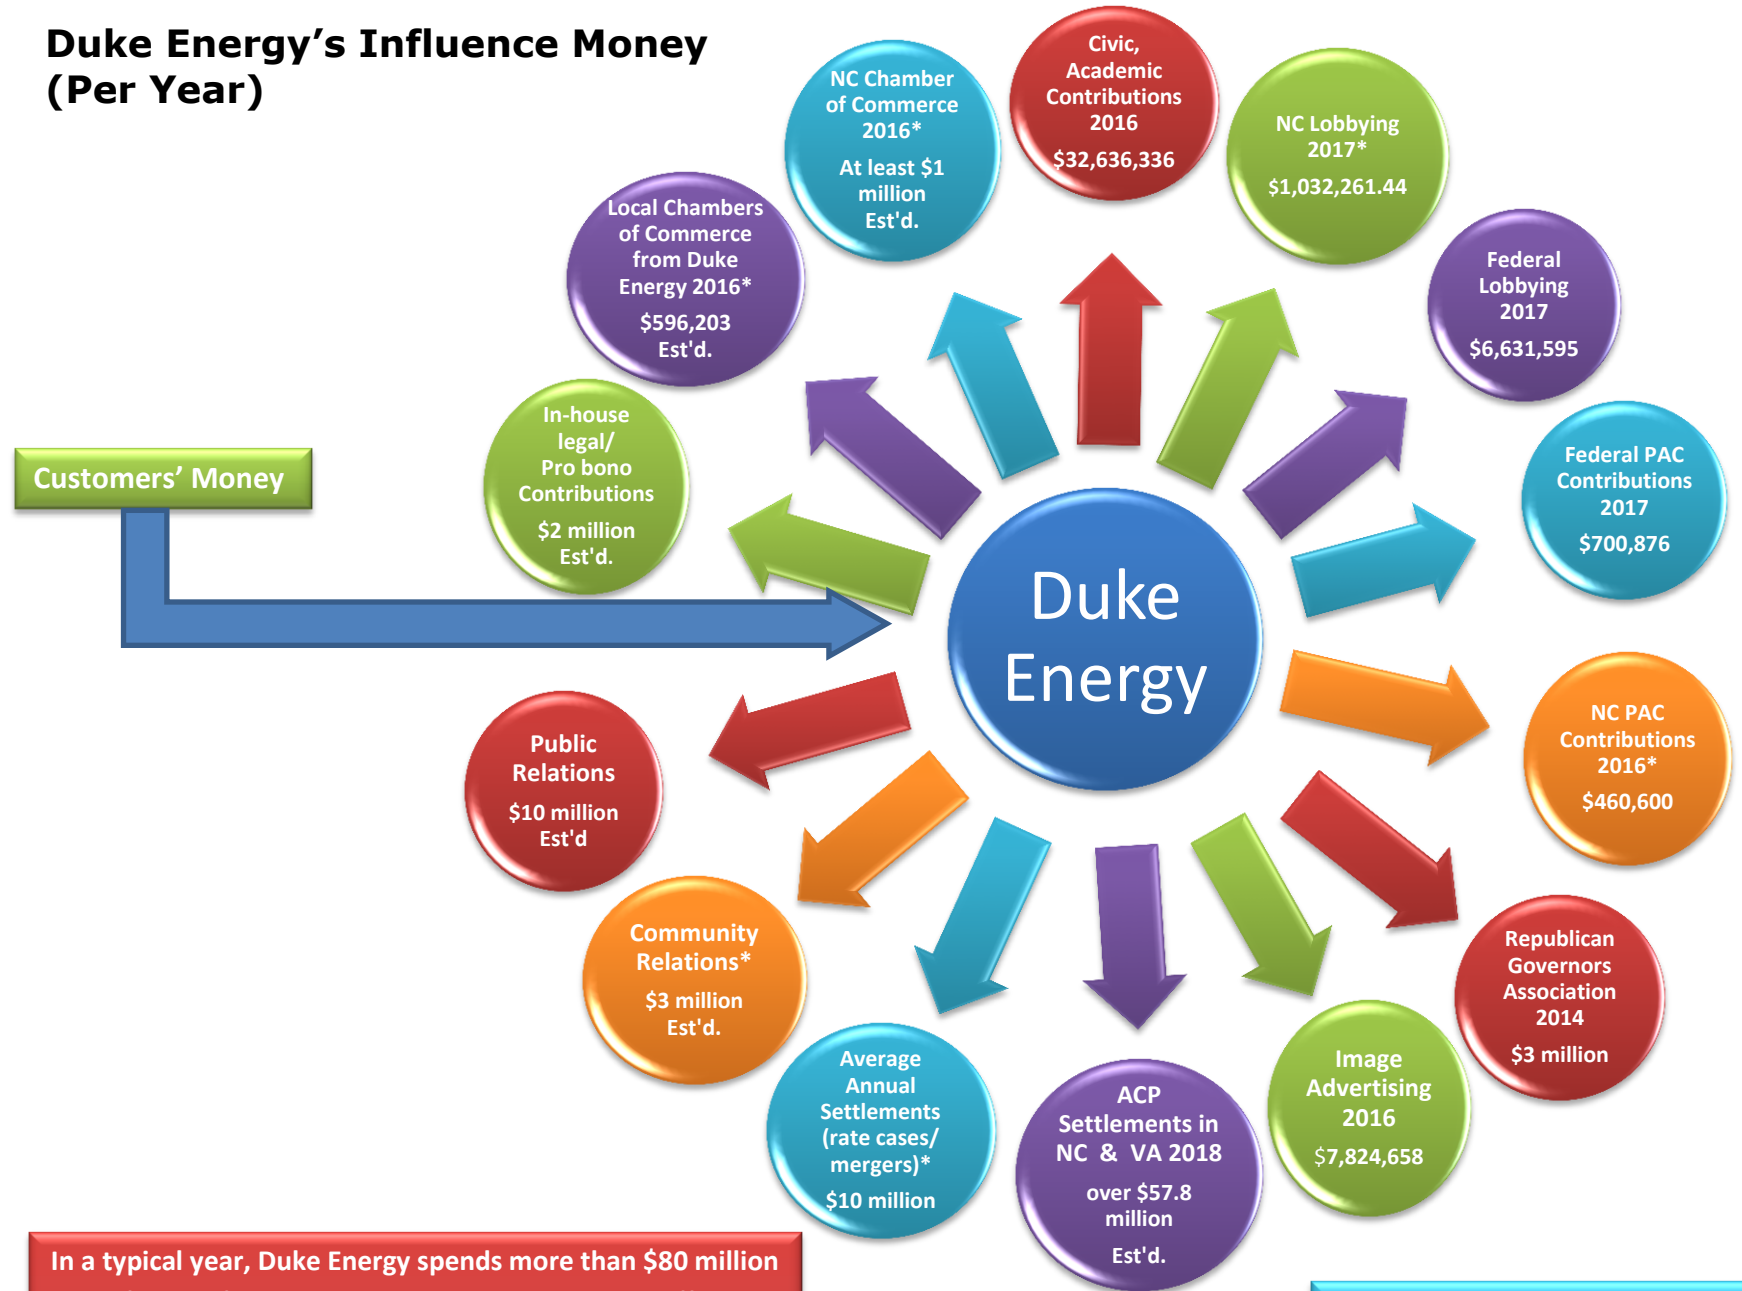 Duke Energy’s Influence Money
(Per Year)
Civic,
Academic
Contributions
2016
$32,636,336
NC Lobbying
2017*
$1,032,261.44
Federal
Lobbying
2017
$6,631,595
Federal PAC
Contributions
2017
$700,876
NC PAC
Contributions
2016*
$460,600
Republican
Governors
Association
2014
$3 million
Image
Advertising
2016
$7,824,658
ACP
Settlements in
NC & VA 2018
over $57.8
million
Est'd.
Average
Annual
Settlements
(rate cases/
mergers)*
$10 million
Community
Relations*
$3 million
Est'd.
Public
Relations
$10 million
Est'd
In-house
legal/
Pro bono
Contributions
$2 million
Est'd.
Local Chambers
of Commerce
from Duke
Energy 2016*
$596,203
Est'd.
NC Chamber
of Commerce
2016*
At least $1
million
Est'd.
Customers’ Money
Duke
Energy
In a typical year, Duke Energy spends more than $80 million